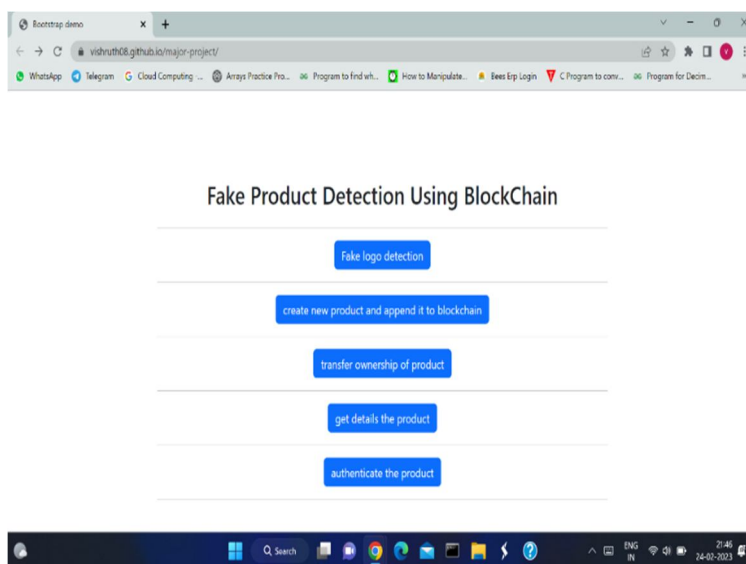 Bootstrap demo
vishruth08.github.io/major-project/
WhatsApp Telegram Cloud Computing -... Arrays Practice Pro... Program to find wh... How to Manipulate... Bees Erp Login C Program to conv... Program for Decim...
Fake Product Detection Using BlockChain
Fake logo detection
create new product and append it to blockchain
transfer ownership of product
get details the product
authenticate the product
Search
ENG
IN
21:46
24-02-2023